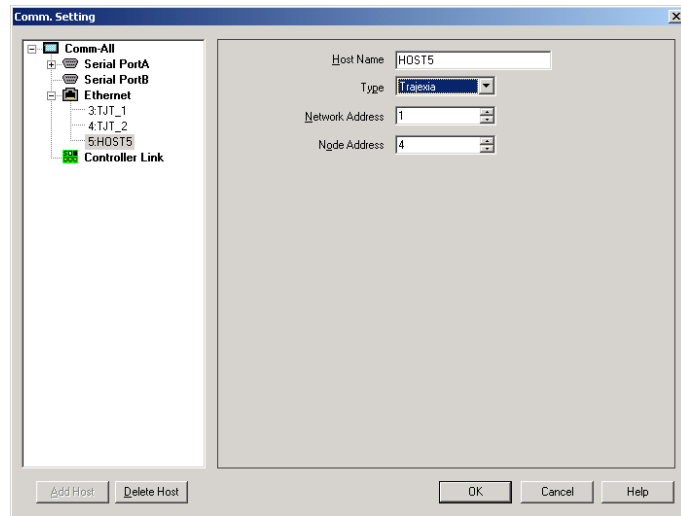 Comm. Setting
Comm-All
Serial PortA
Serial PortB
Ethernet
3:TJT_1
4:TJT_2
5:HOST5
Controller Link
Host Name HOST5
Type Trajexia
Network Address 1
Node Address 4
Add Host Delete Host OK Cancel Help